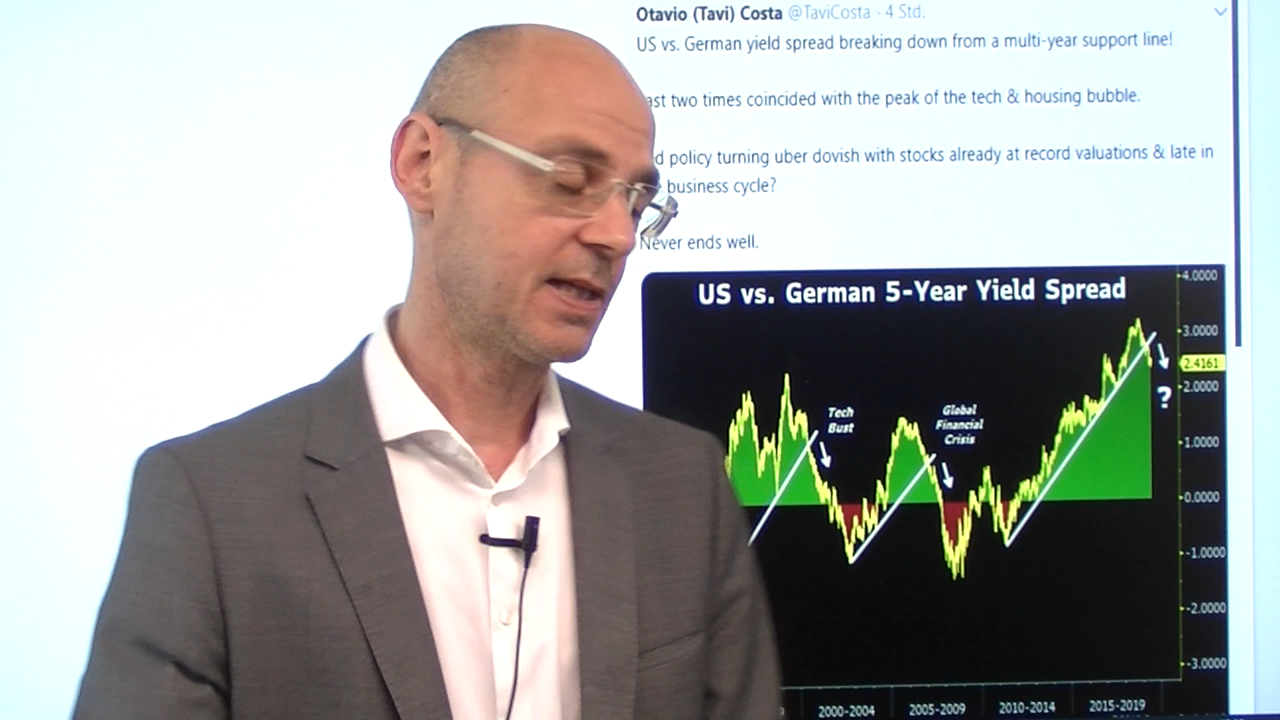 Otavio (Tavi) Costa @TaviCosta · 4 Std.
US vs. German yield spread breaking down from a multi-year support line!
two times coincided with the peak of the tech & housing bubble.
policy turning uber dovish with stocks already at record valuations & late in
business cycle?
Never ends well.
US vs. German 5-Year Yield Spread
4.0000
3.0000
2.4161
2.0000
1.0000
0.0000
-1.0000
-2.0000
-3.0000
Tech
Bust
Global
Financial
Crisis
?
2000-2004
2005-2009
2010-2014
2015-2019